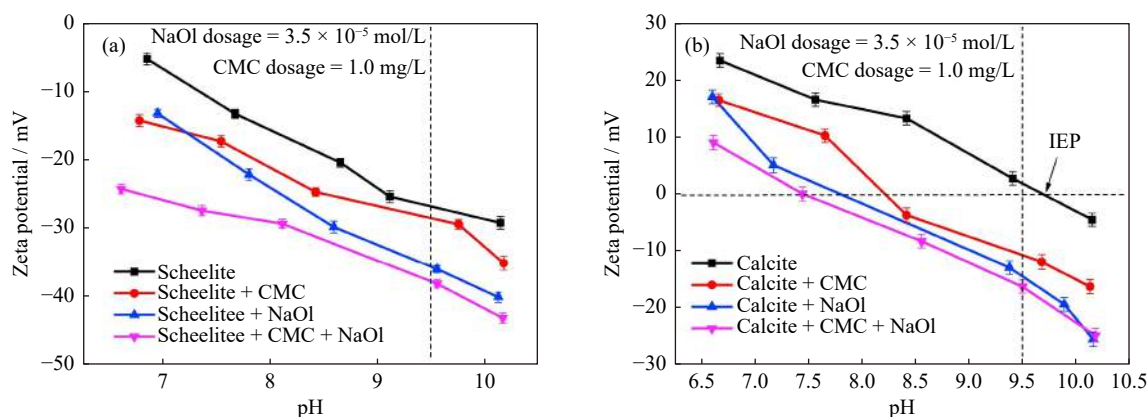 (a)
NaOl dosage = 3.5 × 10⁻⁵ mol/L
CMC dosage = 1.0 mg/L
Zeta potential / mV
0
−10
−20
−30
−40
−50
Scheelite
Scheelite + CMC
Scheelitee + NaOl
Scheelitee + CMC + NaOl
7
8
9
10
pH
(b)
NaOl dosage = 3.5 × 10⁻⁵ mol/L
CMC dosage = 1.0 mg/L
Zeta potential / mV
30
20
10
0
−10
−20
−30
IEP
Calcite
Calcite + CMC
Calcite + NaOl
Calcite + CMC + NaOl
6.5
7.0
7.5
8.0
8.5
9.0
9.5
10.0
10.5
pH